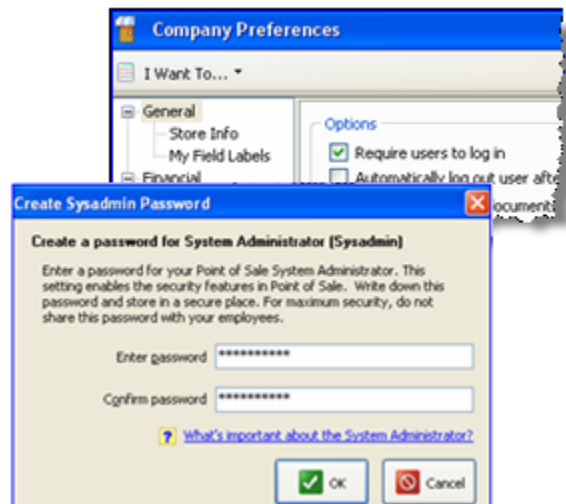 Company Preferences
I Want To...
General
Store Info
My Field Labels
Financial
Options
Require users to log in
Automatically log out user afte
ocuments
Create Sysadmin Password
Create a password for System Administrator (Sysadmin)
Enter a password for your Point of Sale System Administrator. This
setting enables the security features in Point of Sale. Write down this
password and store in a secure place. For maximum security, do not
share this password with your employees.
Enter password **********
Confirm password **********
? What's important about the System Administrator?
OK Cancel